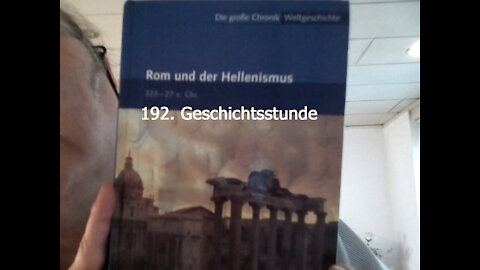 Die große Chronik Weltgeschichte
Rom und der Hellenismus
323–27 v. Chr.
192. Geschichtsstunde